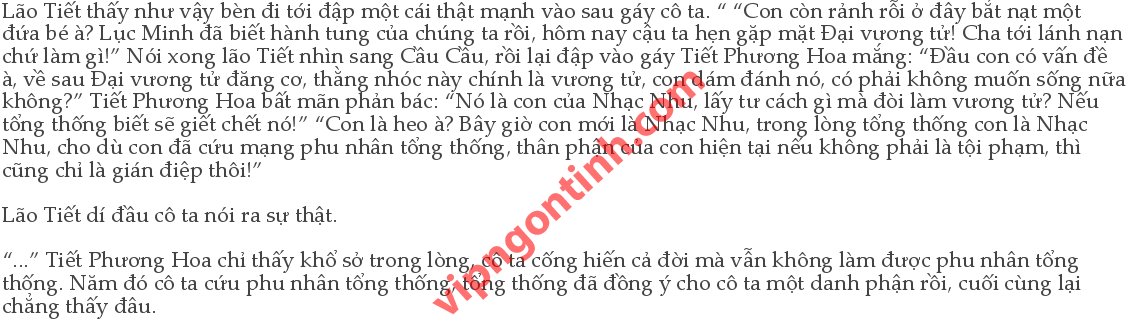 Lão Tiết thấy như vậy bèn đi tới đập một cái thật mạnh vào sau gáy cô ta. “ “Con còn rảnh rỗi ở đây bắt nạt một
đứa bé à? Lục Minh đã biết hành tung của chúng ta rồi, hôm nay cậu ta hẹn gặp mặt Đại vương tử! Cha tới lánh nạn
chứ làm gì!” Nói xong lão Tiết nhìn sang Cầu Cầu, rồi lại đập vào gáy Tiết Phương Hoa mắng: “Đầu con có vấn đề
à, về sau Đại vương tử đăng cơ, thằng nhóc này chính là vương tử, con dám đánh nó, có phải không muốn sống nữa
không?” Tiết Phương Hoa bất mãn phản bác: “Nó là con của Nhạc Nhu, lấy tư cách gì mà đòi làm vương tử? Nếu
tổng thống biết sẽ giết chết nó!” “Con là heo à? Bây giờ con mới là Nhạc Nhu, trong lòng tổng thống con là Nhạc
Nhu, cho dù con đã cứu mạng phu nhân tổng thống, thân phận của con hiện tại nếu không phải là tội phạm, thì
cũng chỉ là gián điệp thôi!”
Lão Tiết dí đầu cô ta nói ra sự thật.
“...” Tiết Phương Hoa chỉ thấy khổ sở trong lòng, cô ta cống hiến cả đời mà vẫn không làm được phu nhân tổng
thống. Năm đó cô ta cứu phu nhân tổng thống, tổng thống đã đồng ý cho cô ta một danh phận rồi, cuối cùng lại
chẳng thấy đâu.
vipngontinh.com